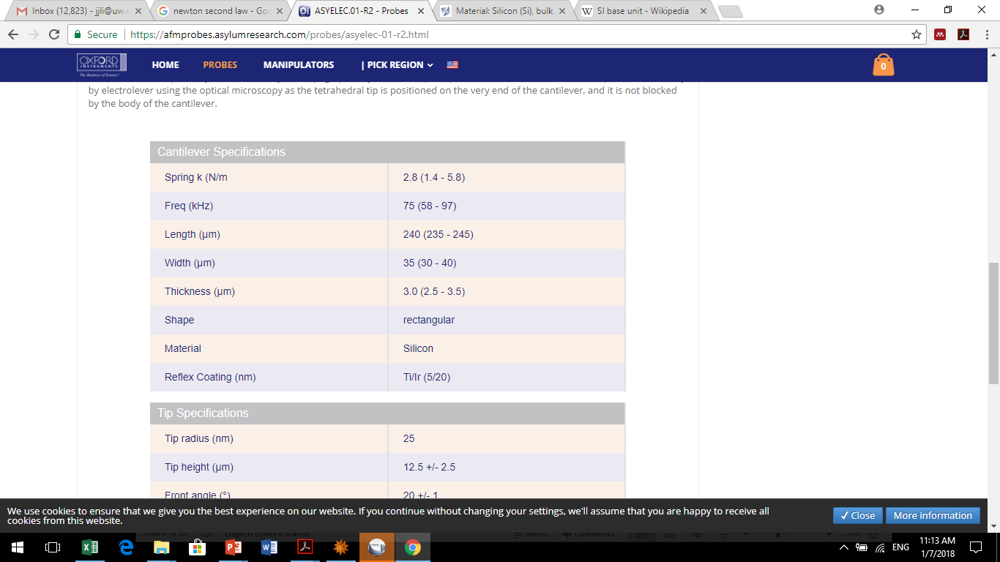 Inbox (12,823) - jjli@uw.e
newton second law - Go
ASYELEC.01-R2 - Probes
Material: Silicon (Si), bulk
SI base unit - Wikipedia
Secure | https://afmprobes.asylumresearch.com/probes/asyelec-01-r2.html
OXFORD
INSTRUMENTS
The Business of Science®
HOME PROBES MANIPULATORS | PICK REGION
0
by electrolever using the optical microscopy as the tetrahedral tip is positioned on the very end of the cantilever, and it is not blocked
by the body of the cantilever.
Cantilever Specifications
Spring k (N/m 2.8 (1.4 - 5.8)
Freq (kHz) 75 (58 - 97)
Length (µm) 240 (235 - 245)
Width (µm) 35 (30 - 40)
Thickness (µm) 3.0 (2.5 - 3.5)
Shape rectangular
Material Silicon
Reflex Coating (nm) Ti/Ir (5/20)
Tip Specifications
Tip radius (nm) 25
Tip height (µm) 12.5 +/- 2.5
Front angle (°) 20 +/- 1
We use cookies to ensure that we give you the best experience on our website. If you continue without changing your settings, we'll assume that you are happy to receive all
cookies from this website.
✓ Close More information
English (United States) Notes Comments
ENG
11:13 AM
1/7/2018